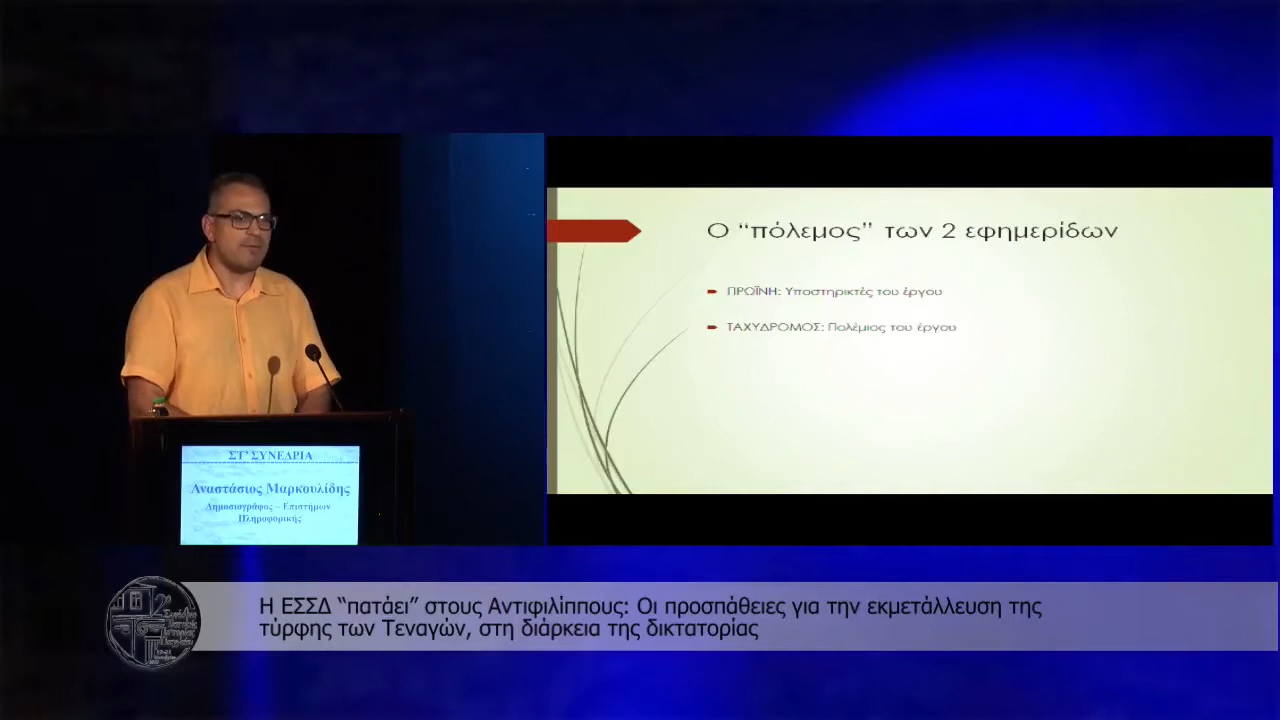 Ο “πόλεμος” των 2 εφημερίδων
ΠΡΩΪΝΗ: Υποστηρικτές του έργου
ΤΑΧΥΔΡΟΜΟΣ: Πολέμιος του έργου
ΣΤ' ΣΥΝΕΔΡΙΑ
Αναστάσιος Μαρκουλίδης
Δημοσιογράφος – Επιστήμων
Πληροφορικής
Η ΕΣΣΔ “πατάει” στους Αντιφιλίππους: Οι προσπάθειες για την εκμετάλλευση της
τύρφης των Τεναγών, στη διάρκεια της δικτατορίας